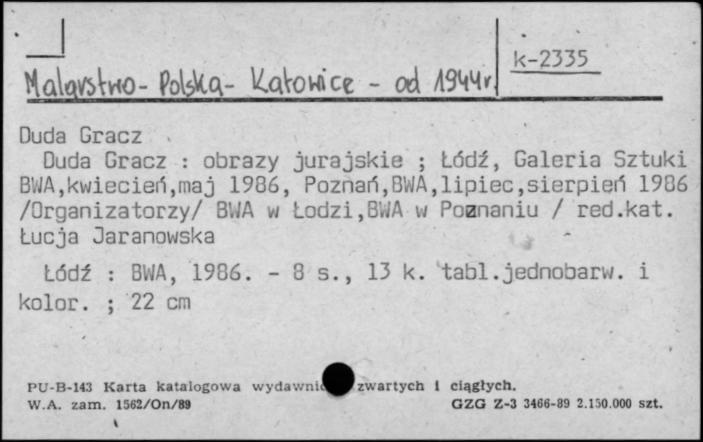 k-2335
Malarstwo - Polska - Katowice - od 1944r.
Duda Gracz
Duda Gracz : obrazy jurajskie ; Łódź, Galeria Sztuki
BWA,kwiecień,maj 1986, Poznań,BWA,lipiec,sierpień 1986
/Organizatorzy/ BWA w Łodzi,BWA w Poznaniu / red.kat.
Łucja Jaranowska
Łódź : BWA, 1986. - 8 s., 13 k. tabl.jednobarw. i
kolor. ; 22 cm
PU-B-143 Karta katalogowa zwartych i ciągłych.
W.A. zam. 1562/On/89 GZG Z-3 3466-89 2.150.000 szt.